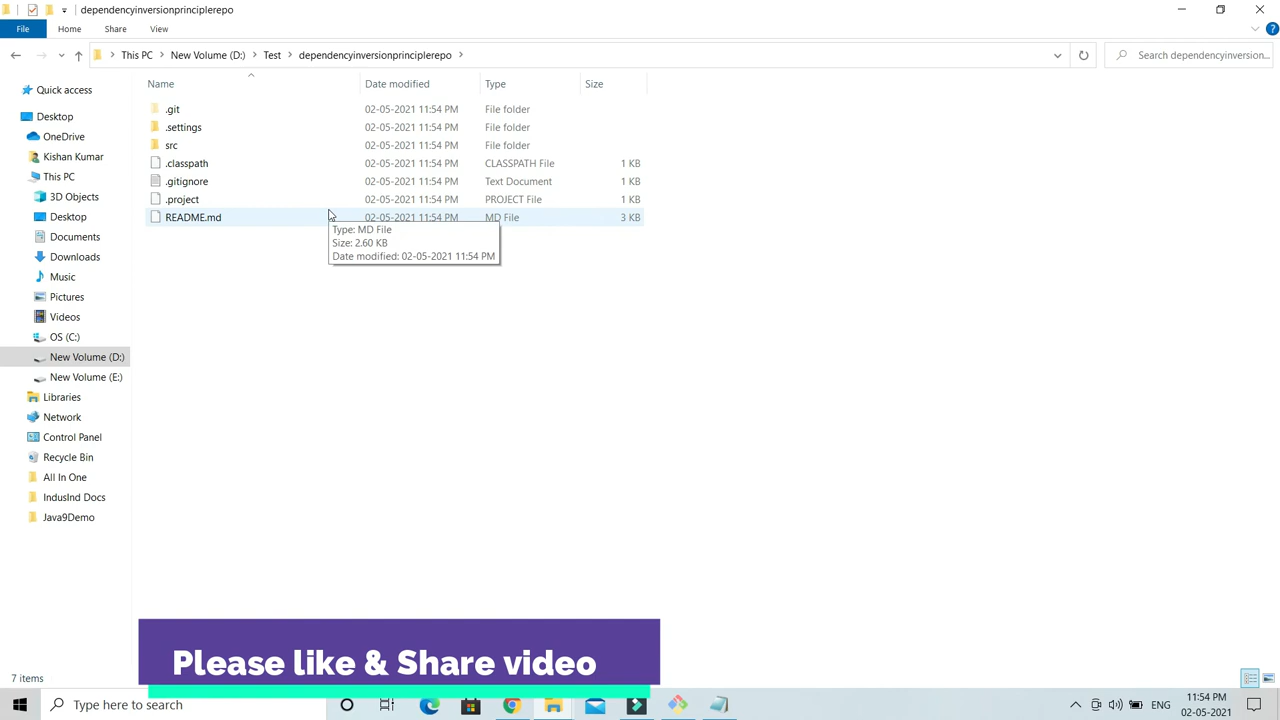 dependencyinversionprinciplerepo
File
Home
Share
View
This PC
New Volume (D:)
Test
dependencyinversionprinciplerepo
Search dependencyinversion...
Name
Date modified
Type
Size
Quick access
Desktop
OneDrive
Kishan Kumar
This PC
3D Objects
Desktop
Documents
Downloads
Music
Pictures
Videos
OS (C:)
New Volume (D:)
New Volume (E:)
Libraries
Network
Control Panel
Recycle Bin
All In One
IndusInd Docs
Java9Demo
.git 02-05-2021 11:54 PM File folder
.settings 02-05-2021 11:54 PM File folder
src 02-05-2021 11:54 PM File folder
.classpath 02-05-2021 11:54 PM CLASSPATH File 1 KB
.gitignore 02-05-2021 11:54 PM Text Document 1 KB
.project 02-05-2021 11:54 PM PROJECT File 1 KB
README.md 02-05-2021 11:54 PM MD File 3 KB
Type: MD File
Size: 2.60 KB
Date modified: 02-05-2021 11:54 PM
Please like & Share video
7 items
Type here to search
ENG
11:54 PM
02-05-2021